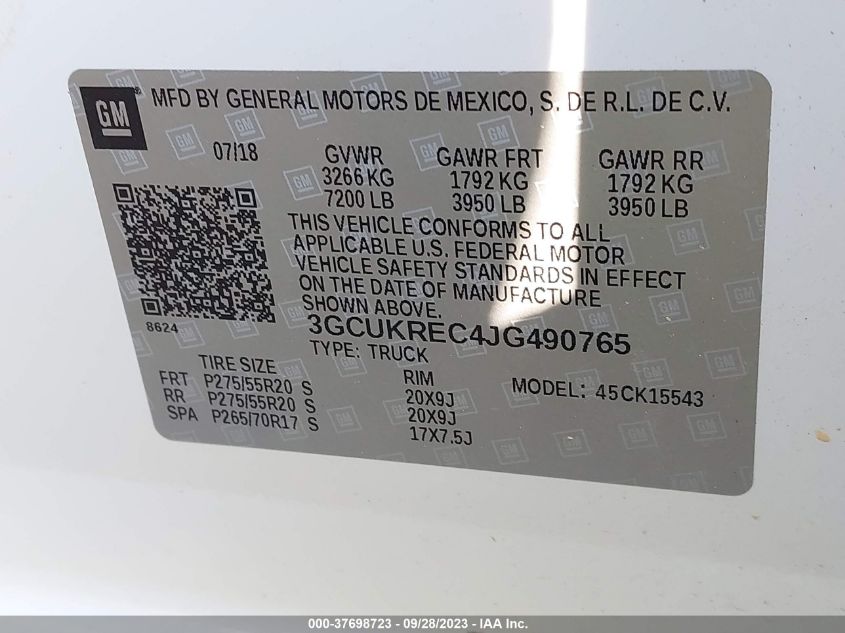 GM MFD BY GENERAL MOTORS DE MEXICO, S. DE R.L. DE C.V.
07/18 GVWR GAWR FRT GAWR RR
3266 KG 1792 KG 1792 KG
7200 LB 3950 LB 3950 LB
THIS VEHICLE CONFORMS TO ALL
APPLICABLE U.S. FEDERAL MOTOR
VEHICLE SAFETY STANDARDS IN EFFECT
ON THE DATE OF MANUFACTURE
SHOWN ABOVE.
8624
3GCUKREC4JG490765
TYPE: TRUCK
TIRE SIZE RIM MODEL: 45CK15543
FRT P275/55R20 S 20X9J
RR P275/55R20 S 20X9J
SPA P265/70R17 S 17X7.5J
000-37698723 - 09/28/2023 - IAA Inc.